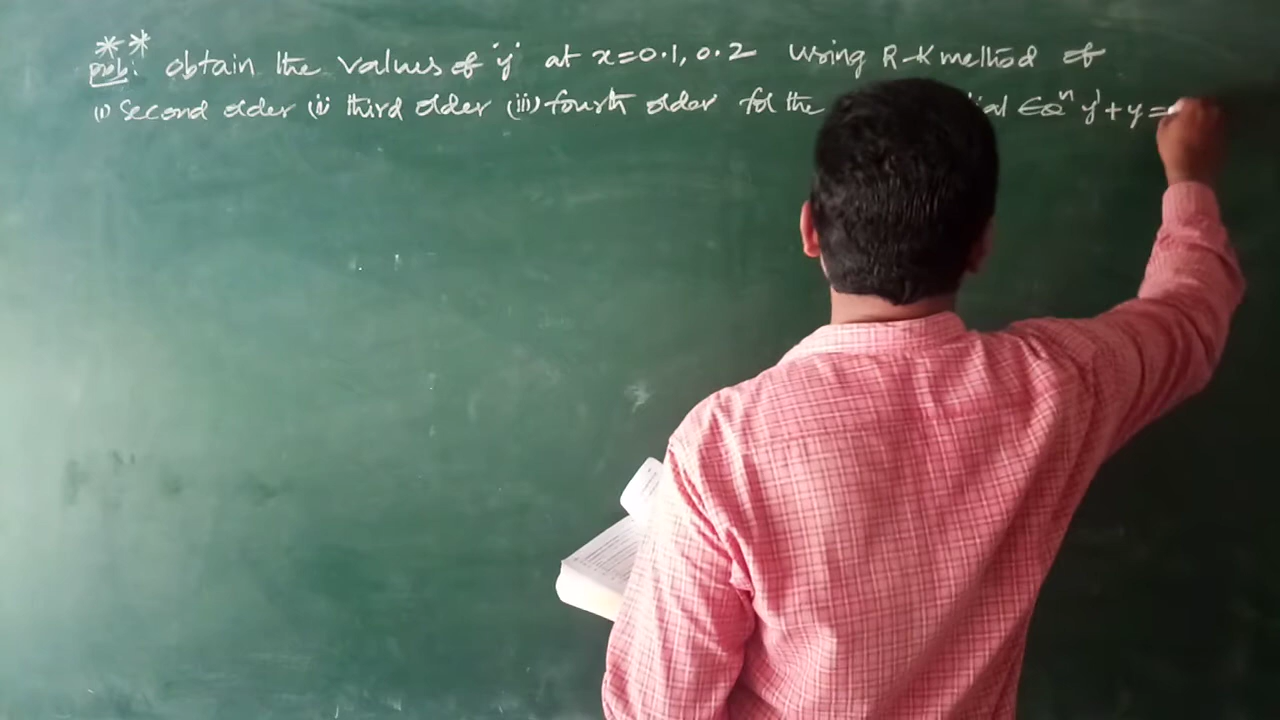 **
prob: obtain the values of 'y' at x=0.1, 0.2 using R-K method of
(i) Second order (ii) third order (iii) fourth order for the ial Eqⁿ y'+y=